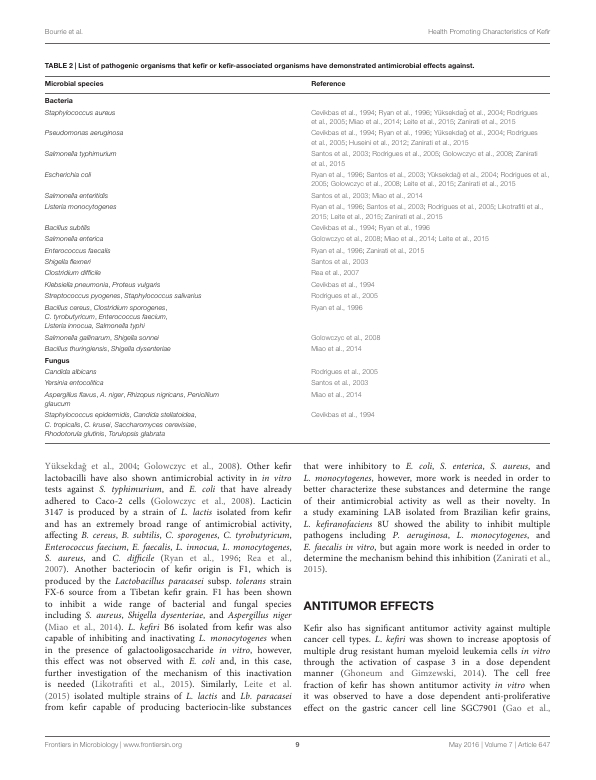 Bourrie et al.
Health Promoting Characteristics of Kefir
TABLE 2 | List of pathogenic organisms that kefir or kefir-associated organisms have demonstrated antimicrobial effects against.
Microbial species
Reference
Bacteria
Staphylococcus aureus
Cevikbas et al., 1994; Ryan et al., 1996; Yüksekdağ et al., 2004; Rodrigues
et al., 2005; Miao et al., 2014; Leite et al., 2015; Zanirati et al., 2015
Pseudomonas aeruginosa
Cevikbas et al., 1994; Ryan et al., 1996; Yüksekdağ et al., 2004; Rodrigues
et al., 2005; Huseini et al., 2012; Zanirati et al., 2015
Salmonella typhimurium
Santos et al., 2003; Rodrigues et al., 2005; Golowczyc et al., 2008; Zanirati
et al., 2015
Escherichia coli
Ryan et al., 1996; Santos et al., 2003; Yüksekdağ et al., 2004; Rodrigues et al.,
2005; Golowczyc et al., 2008; Leite et al., 2015; Zanirati et al., 2015
Salmonella enteritidis
Santos et al., 2003; Miao et al., 2014
Listeria monocytogenes
Ryan et al., 1996; Santos et al., 2003; Rodrigues et al., 2005; Likotrafiti et al.,
2015; Leite et al., 2015; Zanirati et al., 2015
Bacillus subtilis
Cevikbas et al., 1994; Ryan et al., 1996
Salmonella enterica
Golowczyc et al., 2008; Miao et al., 2014; Leite et al., 2015
Enterococcus faecalis
Ryan et al., 1996; Zanirati et al., 2015
Shigella flexneri
Santos et al., 2003
Clostridium difficile
Rea et al., 2007
Klebsiella pneumonia, Proteus vulgaris
Cevikbas et al., 1994
Streptococcus pyogenes, Staphylococcus salivarius
Rodrigues et al., 2005
Bacillus cereus, Clostridium sporogenes,
C. tyrobutyricum, Enterococcus faecium,
Listeria innocua, Salmonella typhi
Ryan et al., 1996
Salmonella gallinarum, Shigella sonnei
Golowczyc et al., 2008
Bacillus thuringiensis, Shigella dysenteriae
Miao et al., 2014
Fungus
Candida albicans
Rodrigues et al., 2005
Yersinia entocolitica
Santos et al., 2003
Aspergillus flavus, A. niger, Rhizopus nigricans, Penicillium
glaucum
Miao et al., 2014
Staphylococcus epidermis, Candida stellatoidea,
C. tropicalis, C. krusei, Saccharomyces cerevisiae,
Rhodotorula glutinis, Torulopsis glabrata
Cevikbas et al., 1994
Yüksekdağ et al., 2004; Golowczyc et al., 2008). Other kefir
lactobacilli have also shown antimicrobial activity in in vitro
tests against S. typhimurium, and E. coli that have already
adhered to Caco-2 cells (Golowczyc et al., 2008). Lacticin
3147 is produced by a strain of L. lactis isolated from kefir
and has an extremely broad range of antimicrobial activity,
affecting B. cereus, B. subtilis, C. sporogenes, C. tyrobutyricum,
Enterococcus faecium, E. faecalis, L. innocua, L. monocytogenes,
S. aureus, and C. difficile (Ryan et al., 1996; Rea et al.,
2007). Another bacteriocin of kefir origin is F1, which is
produced by the Lactobacillus paracasei subsp. tolerans strain
FX-6 source from a Tibetan kefir grain. F1 has been shown
to inhibit a wide range of bacterial and fungal species
including S. aureus, Shigella dysenteriae, and Aspergillus niger
(Miao et al., 2014). L. kefiri B6 isolated from kefir was also
capable of inhibiting and inactivating L. monocytogenes when
in the presence of galactooligosaccharide in vitro, however,
this effect was not observed with E. coli and, in this case,
further investigation of the mechanism of this inactivation
is needed (Likotrafiti et al., 2015). Similarly, Leite et al.
(2015) isolated multiple strains of L. lactis and Lb. paracasei
from kefir capable of producing bacteriocin-like substances
that were inhibitory to E. coli, S. enterica, S. aureus, and
L. monocytogenes, however, more work is needed in order to
better characterize these substances and determine the range
of their antimicrobial activity as well as their novelty. In
a study examining LAB isolated from Brazilian kefir grains,
L. kefiranofaciens 8U showed the ability to inhibit multiple
pathogens including P. aeruginosa, L. monocytogenes, and
E. faecalis in vitro, but again more work is needed in order to
determine the mechanism behind this inhibition (Zanirati et al.,
2015).
ANTITUMOR EFFECTS
Kefir also has significant antitumor activity against multiple
cancer cell types. L. kefiri was shown to increase apoptosis of
multiple drug resistant human myeloid leukemia cells in vitro
through the activation of caspase 3 in a dose dependent
manner (Ghoneum and Gimzewski, 2014). The cell free
fraction of kefir has shown antitumor activity in vitro when
it was observed to have a dose dependent anti-proliferative
effect on the gastric cancer cell line SGC7901 (Gao et al.,
Frontiers in Microbiology | www.frontiersin.org
9
May 2016 | Volume 7 | Article 647